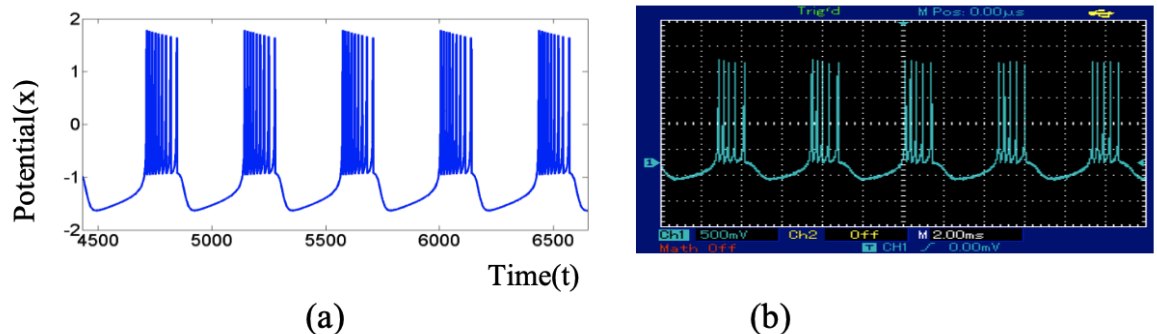 2
1
0
-1
-2
Potential(x)
4500 5000 5500 6000 6500
Time(t)
(a)
Trig'd M Pos: 0.00µs
1
Ch1 500mV Ch2 Off M 2.00ms
Math Off T CH1 0.00mV
(b)